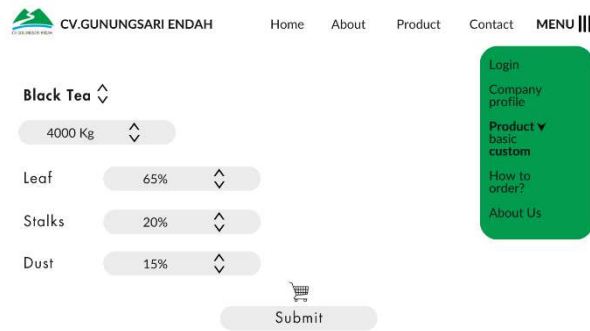 CV.GUNUNGSARI ENDAH Home About Product Contact MENU
Login
Company
profile
Product
basic
custom
How to
order?
About Us
Black Tea
4000 Kg
Leaf 65%
Stalks 20%
Dust 15%
Submit